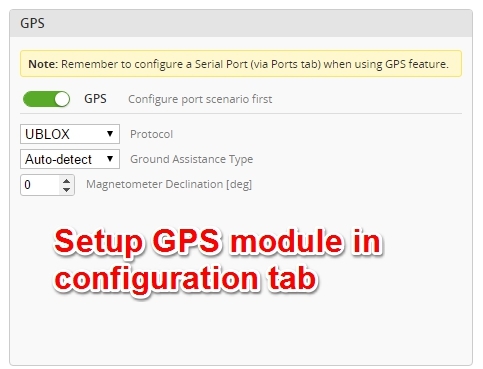 GPS
Note: Remember to configure a Serial Port (via Ports tab) when using GPS feature.
GPS Configure port scenario first
UBLOX Protocol
Auto-detect Ground Assistance Type
0 Magnetometer Declination [deg]
Setup GPS module in
configuration tab